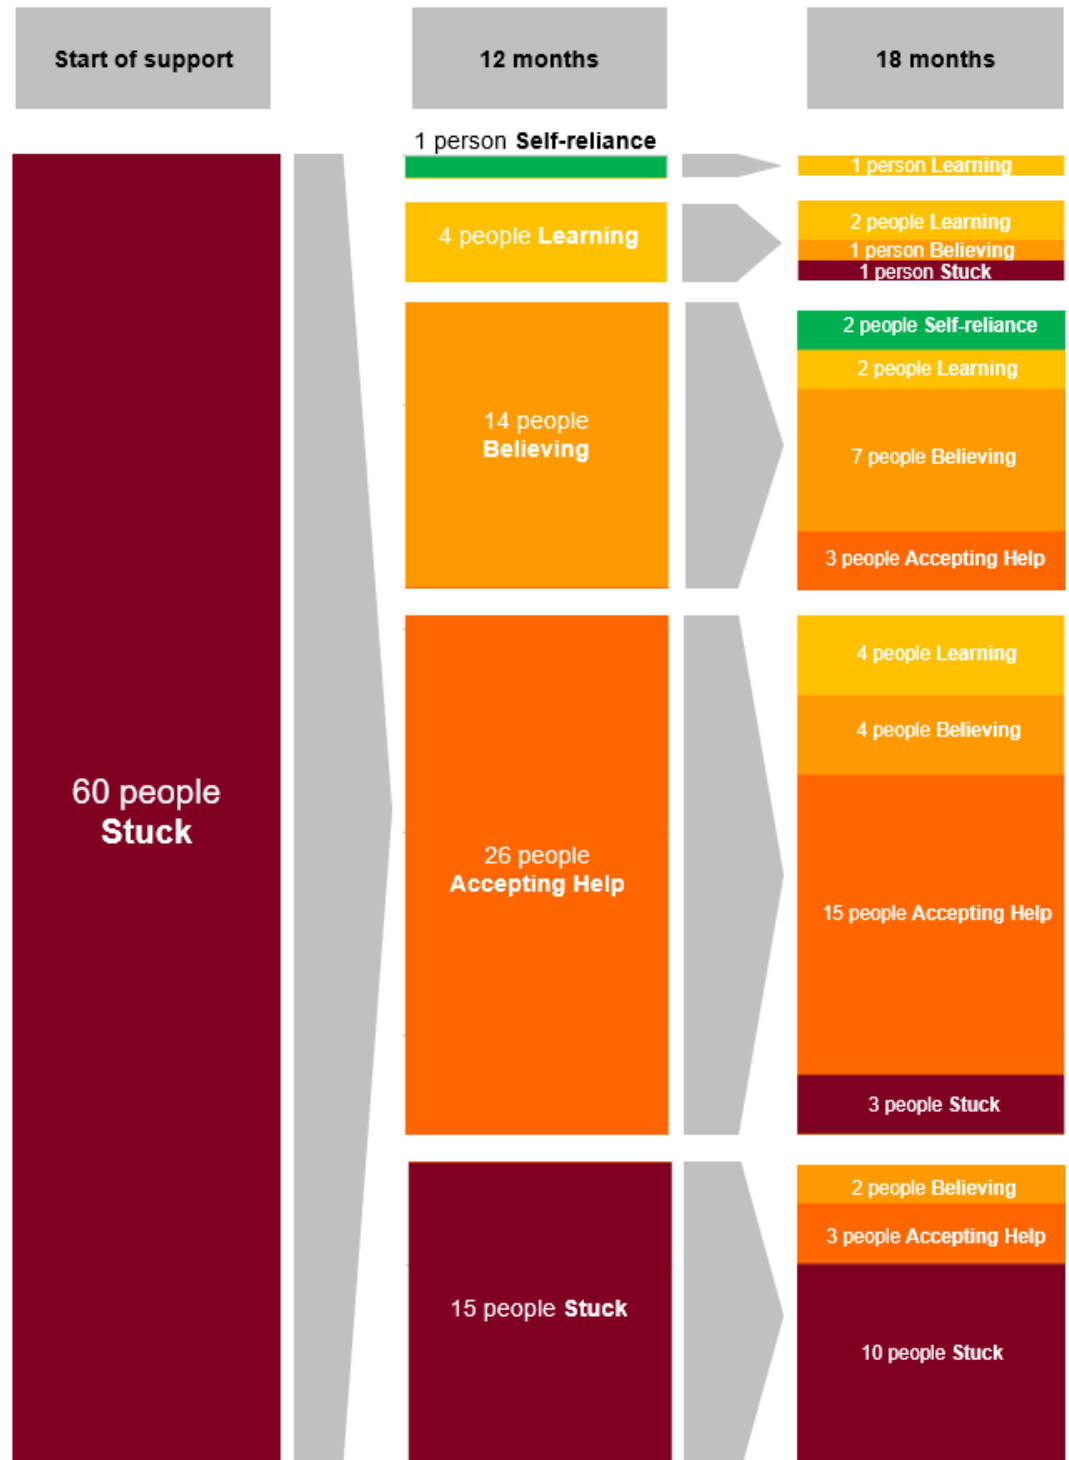 Start of support
12 months
18 months
60 people
Stuck
1 person Self-reliance
4 people Learning
14 people
Believing
26 people
Accepting Help
15 people Stuck
1 person Learning
2 people Learning
1 person Believing
1 person Stuck
2 people Self-reliance
2 people Learning
7 people Believing
3 people Accepting Help
4 people Learning
4 people Believing
15 people Accepting Help
3 people Stuck
2 people Believing
3 people Accepting Help
10 people Stuck